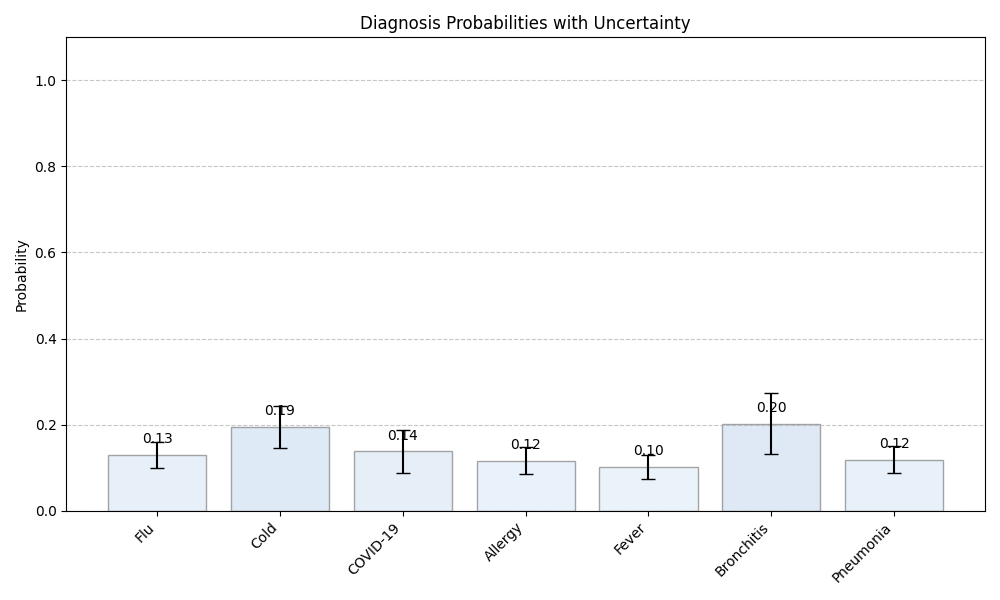 Diagnosis Probabilities with Uncertainty
Probability
1.0
0.8
0.6
0.4
0.2
0.0
0.13
0.19
0.14
0.12
0.10
0.20
0.12
Flu
Cold
COVID-19
Allergy
Fever
Bronchitis
Pneumonia